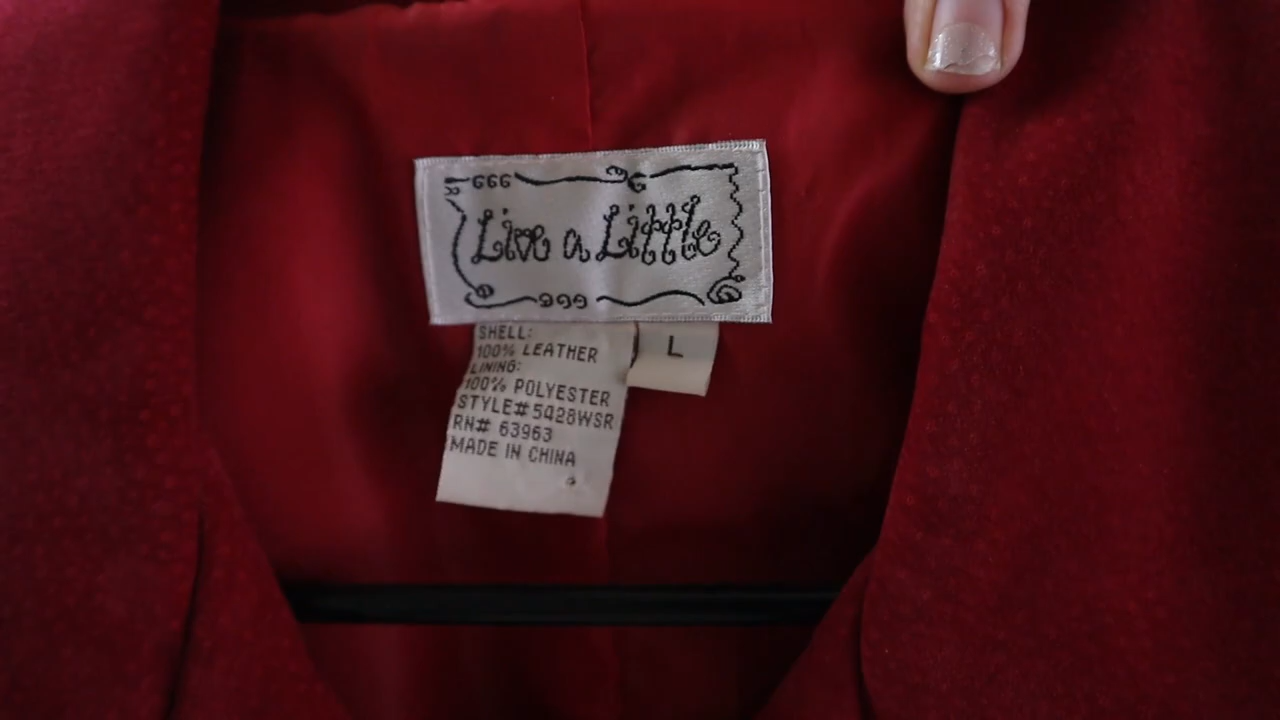 Live a Little
SHELL:
100% LEATHER
LINING:
100% POLYESTER
STYLE# 5428WSR
RN# 63963
MADE IN CHINA
L